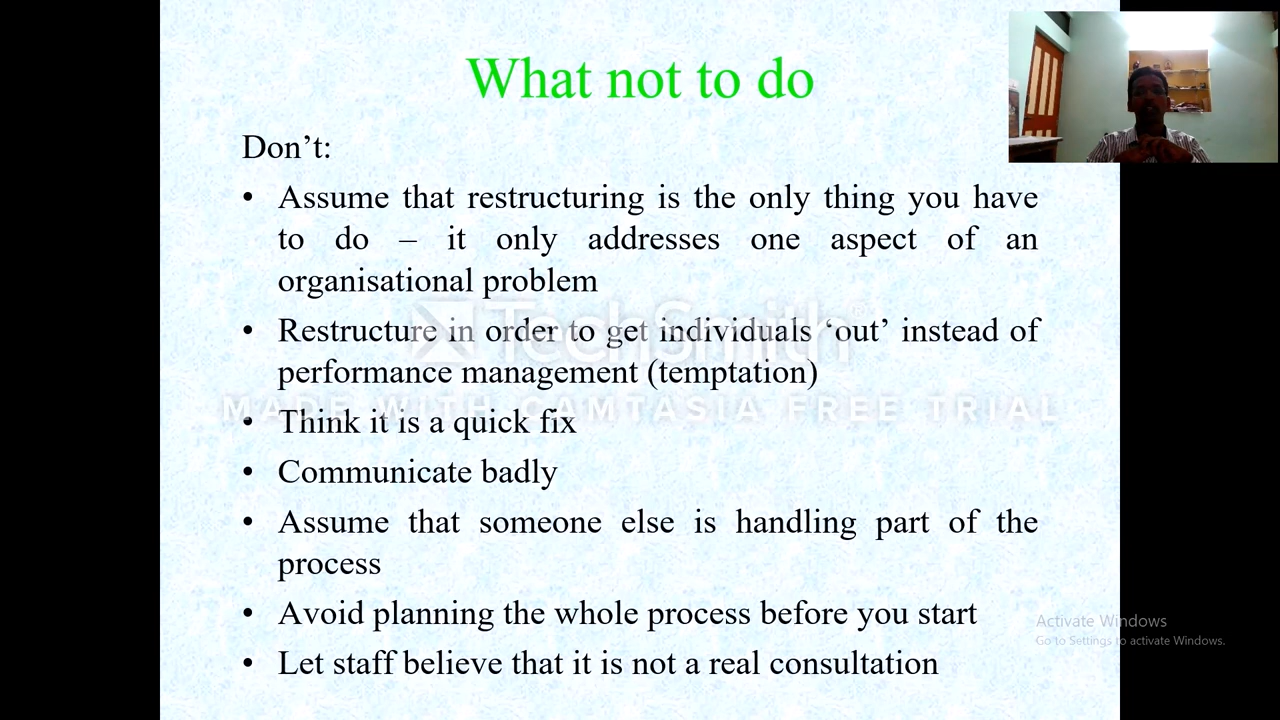 What not to do
Don’t:
• Assume that restructuring is the only thing you have
to do – it only addresses one aspect of an
organisational problem
• Restructure in order to get individuals ‘out’ instead of
performance management (temptation)
• Think it is a quick fix
• Communicate badly
• Assume that someone else is handling part of the
process
• Avoid planning the whole process before you start
• Let staff believe that it is not a real consultation
TechSmith®
MADE WITH CAMTASIA FREE TRIAL
Activate Windows
Go to Settings to activate Windows.